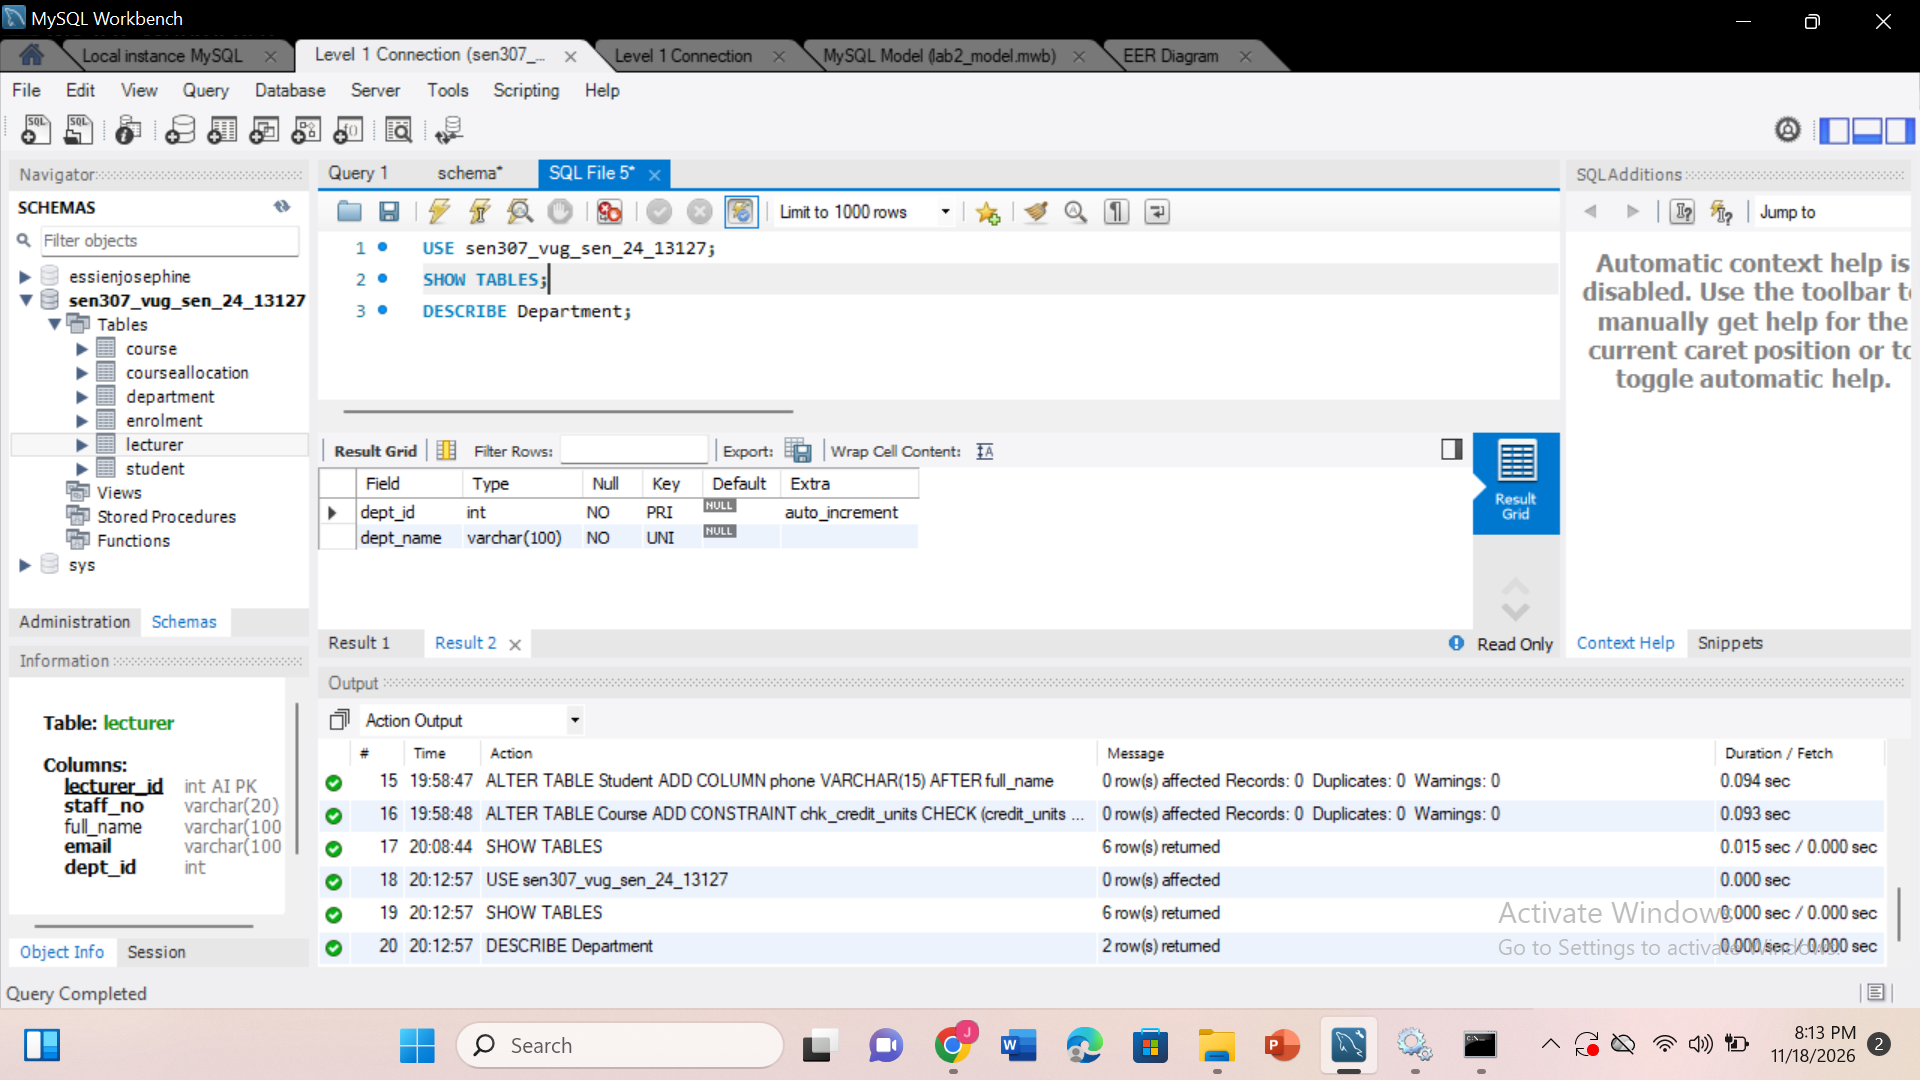 MySQL Workbench
Local instance MySQL
Level 1 Connection (sen307_...
Level 1 Connection
MySQL Model (lab2_model.mwb)
EER Diagram
File Edit View Query Database Server Tools Scripting Help
Navigator
SCHEMAS
Filter objects
essienjosephine
sen307_vug_sen_24_13127
Tables
course
courseallocation
department
enrolment
lecturer
student
Views
Stored Procedures
Functions
sys
Administration Schemas
Information
Table: lecturer
Columns:
lecturer_id int AI PK
staff_no varchar(20)
full_name varchar(100
email varchar(100
dept_id int
Object Info Session
Query Completed
Query 1 schema* SQL File 5*
Limit to 1000 rows
1 USE sen307_vug_sen_24_13127;
2 SHOW TABLES;
3 DESCRIBE Department;
Result Grid Filter Rows: Export: Wrap Cell Content:
Field Type Null Key Default Extra
dept_id int NO PRI NULL auto_increment
dept_name varchar(100) NO UNI NULL
Result
Grid
Result 1 Result 2
Read Only
SQLAdditions
Jump to
Automatic context help is
disabled. Use the toolbar t
manually get help for the
current caret position or to
toggle automatic help.
Context Help Snippets
Output
Action Output
# Time Action Message Duration / Fetch
15 19:58:47 ALTER TABLE Student ADD COLUMN phone VARCHAR(15) AFTER full_name 0 row(s) affected Records: 0 Duplicates: 0 Warnings: 0 0.094 sec
16 19:58:48 ALTER TABLE Course ADD CONSTRAINT chk_credit_units CHECK (credit_units ... 0 row(s) affected Records: 0 Duplicates: 0 Warnings: 0 0.093 sec
17 20:08:44 SHOW TABLES 6 row(s) returned 0.015 sec / 0.000 sec
18 20:12:57 USE sen307_vug_sen_24_13127 0 row(s) affected 0.000 sec
19 20:12:57 SHOW TABLES 6 row(s) returned 0.000 sec / 0.000 sec
20 20:12:57 DESCRIBE Department 2 row(s) returned 0.000 sec / 0.000 sec
Activate Windows
Go to Settings to activate Windows.
Search
J
W
P
8:13 PM
11/18/2026
2